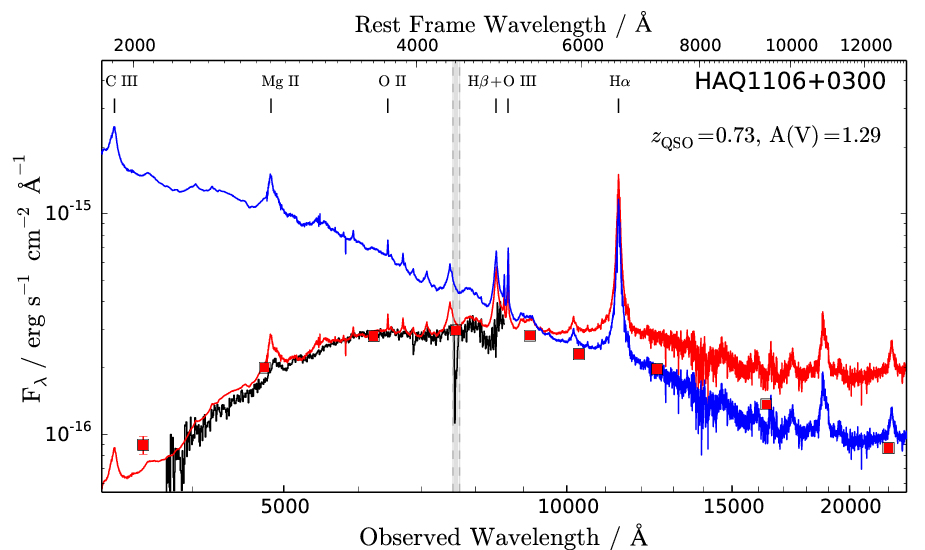 Rest Frame Wavelength / Å
2000 4000 6000 8000 10000 12000
C III Mg II O II Hβ+O III Hα HAQ1106+0300
z_QSO=0.73, A(V)=1.29
F_λ / erg s⁻¹ cm⁻² Å⁻¹
10⁻¹⁵
10⁻¹⁶
5000 10000 15000 20000
Observed Wavelength / Å